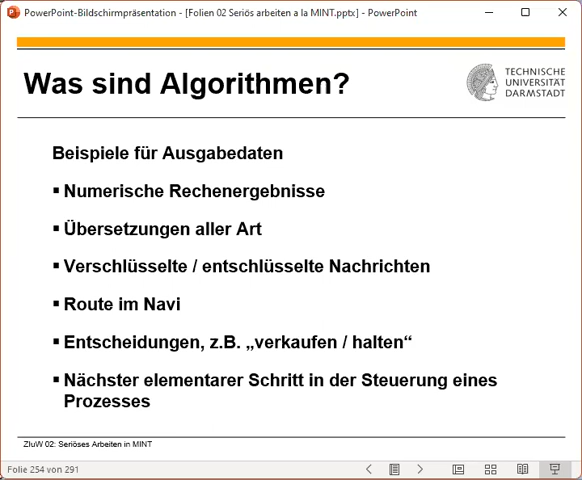 PowerPoint-Bildschirmpräsentation - [Folien 02 Seriös arbeiten a la MINT.pptx] - PowerPoint
Was sind Algorithmen?
TECHNISCHE
UNIVERSITÄT
DARMSTADT
Beispiele für Ausgabedaten
▪ Numerische Rechenergebnisse
▪ Übersetzungen aller Art
▪ Verschlüsselte / entschlüsselte Nachrichten
▪ Route im Navi
▪ Entscheidungen, z.B. „verkaufen / halten“
▪ Nächster elementarer Schritt in der Steuerung eines
Prozesses
ZIuW 02: Seriöses Arbeiten in MINT
Folie 254 von 291